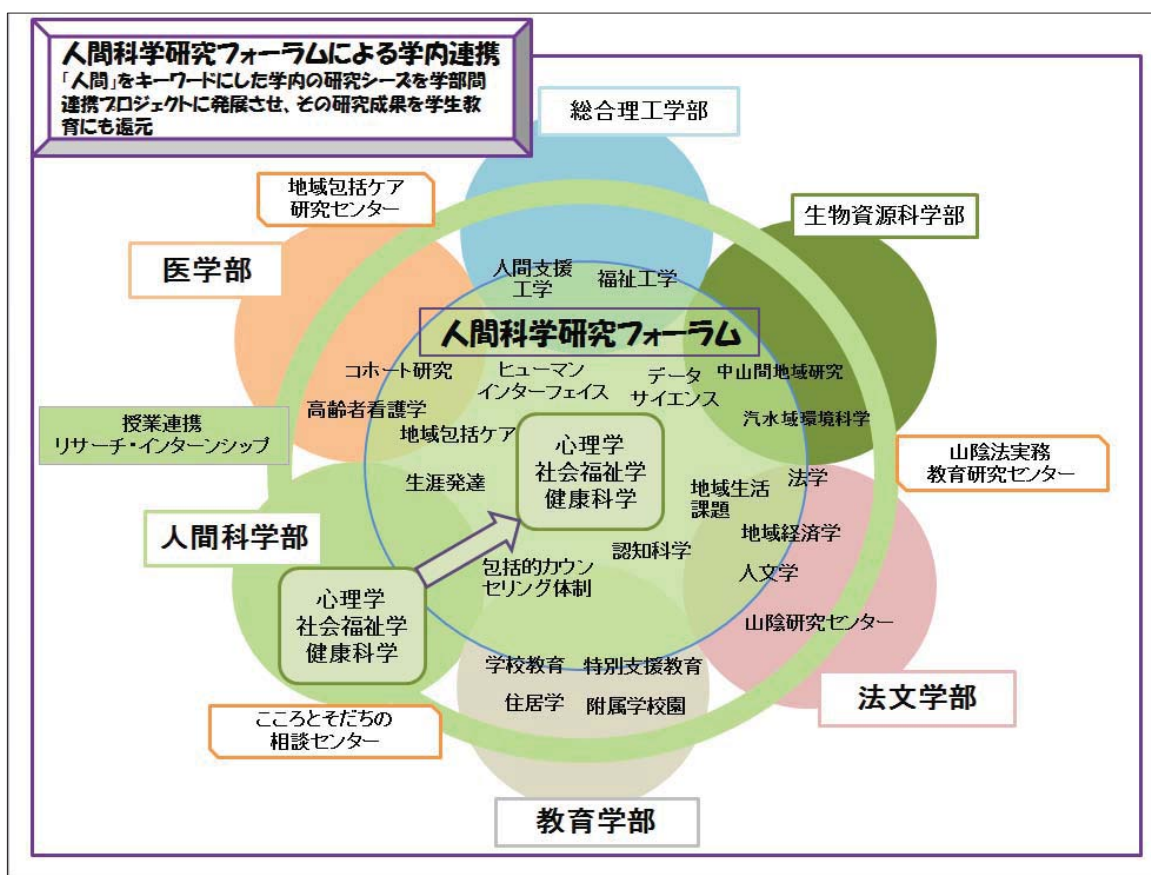 人間科学研究フォーラムによる学内連携
「人間」をキーワードにした学内の研究シーズを学部間
連携プロジェクトに発展させ、その研究成果を学生教
育にも還元
総合理工学部
地域包括ケア
研究センター
生物資源科学部
医学部
人間支援
工学
福祉工学
人間科学研究フォーラム
コホート研究
ヒューマン
インターフェイス
データ
サイエンス
中山間地域研究
高齢者看護学
汽水域環境科学
授業連携
リサーチ・インターンシップ
地域包括ケア
心理学
社会福祉学
健康科学
山陰法実務
教育研究センター
生涯発達
地域生活
課題
法学
人間科学部
地域経済学
認知科学
包括的カウン
セリング体制
人文学
心理学
社会福祉学
健康科学
山陰研究センター
学校教育
特別支援教育
住居学
附属学校園
法文学部
こころとそだちの
相談センター
教育学部